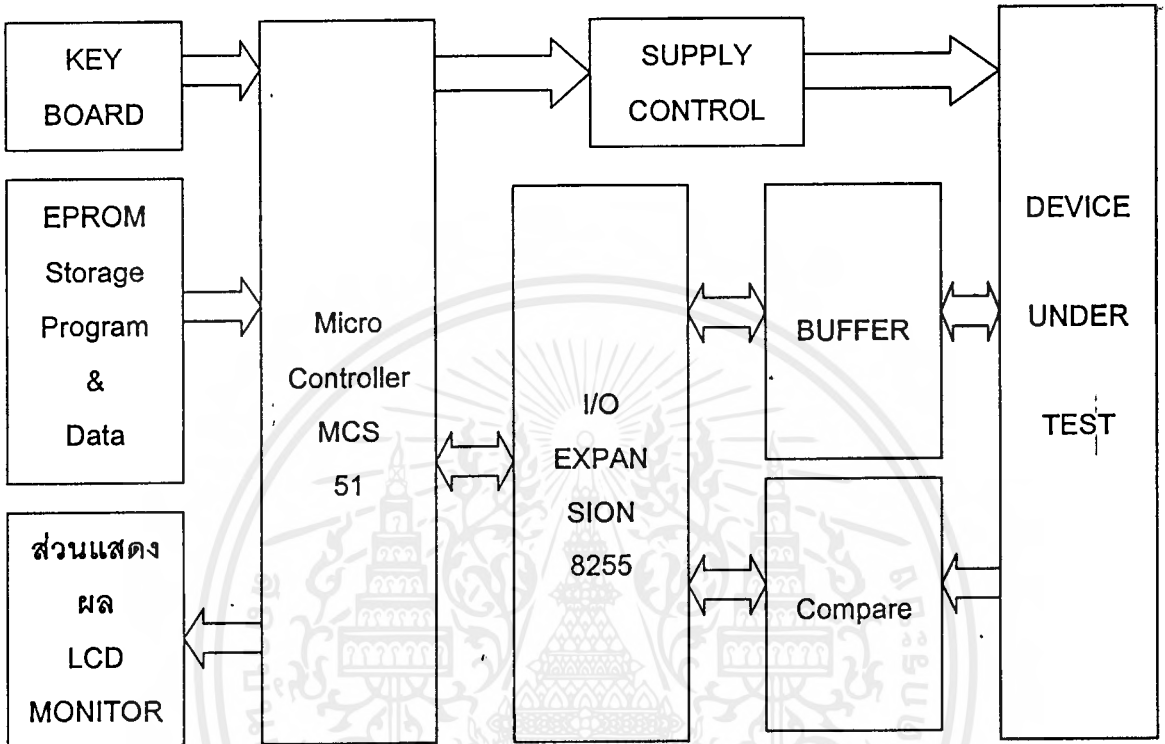 KEY
BOARD
EPROM
Storage
Program
&
Data
ส่วนแสดง
ผล
LCD
MONITOR
Micro
Controller
MCS
51
SUPPLY
CONTROL
I/O
EXPAN
SION
8255
BUFFER
Compare
DEVICE
UNDER
TEST